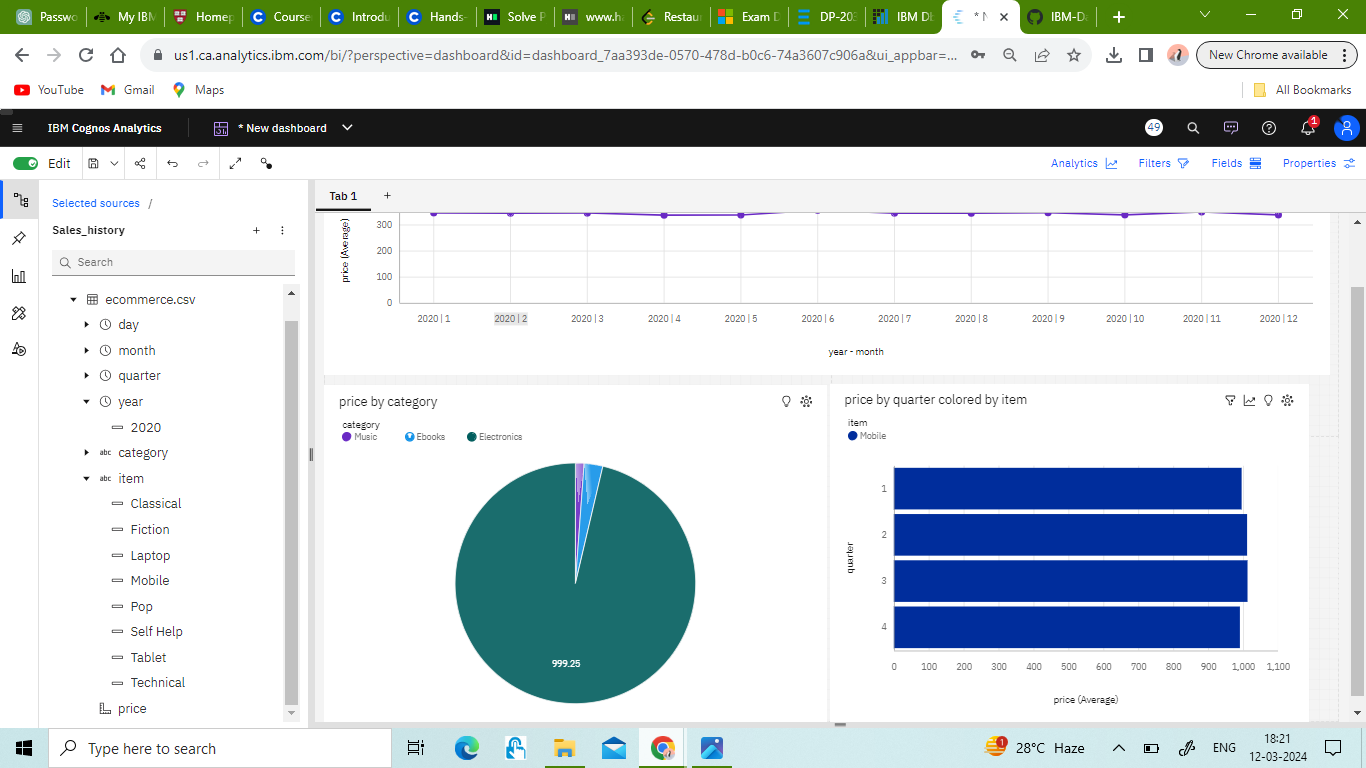 Passwo
My IBM
Homep
Course
Introdu
Hands-
Solve P
www.ha
Restau
Exam D
DP-203
IBM Db
* N
IBM-Da
us1.ca.analytics.ibm.com/bi/?perspective=dashboard&id=dashboard_7aa393de-0570-478d-b0c6-74a3607c906a&ui_appbar=...
New Chrome available
YouTube
Gmail
Maps
All Bookmarks
IBM Cognos Analytics
* New dashboard
49
1
Edit
Analytics
Filters
Fields
Properties
Selected sources /
Sales_history
Search
ecommerce.csv
day
month
quarter
year
2020
category
abc
item
abc
Classical
Fiction
Laptop
Mobile
Pop
Self Help
Tablet
Technical
price
Tab 1
price (Average)
300
200
100
0
2020 | 1
2020 | 2
2020 | 3
2020 | 4
2020 | 5
2020 | 6
2020 | 7
2020 | 8
2020 | 9
2020 | 10
2020 | 11
2020 | 12
year - month
price by category
category
Music
Ebooks
Electronics
999.25
price by quarter colored by item
item
Mobile
quarter
1
2
3
4
0
100
200
300
400
500
600
700
800
900
1,000
1,100
price (Average)
Type here to search
1
28°C Haze
ENG
18:21
12-03-2024